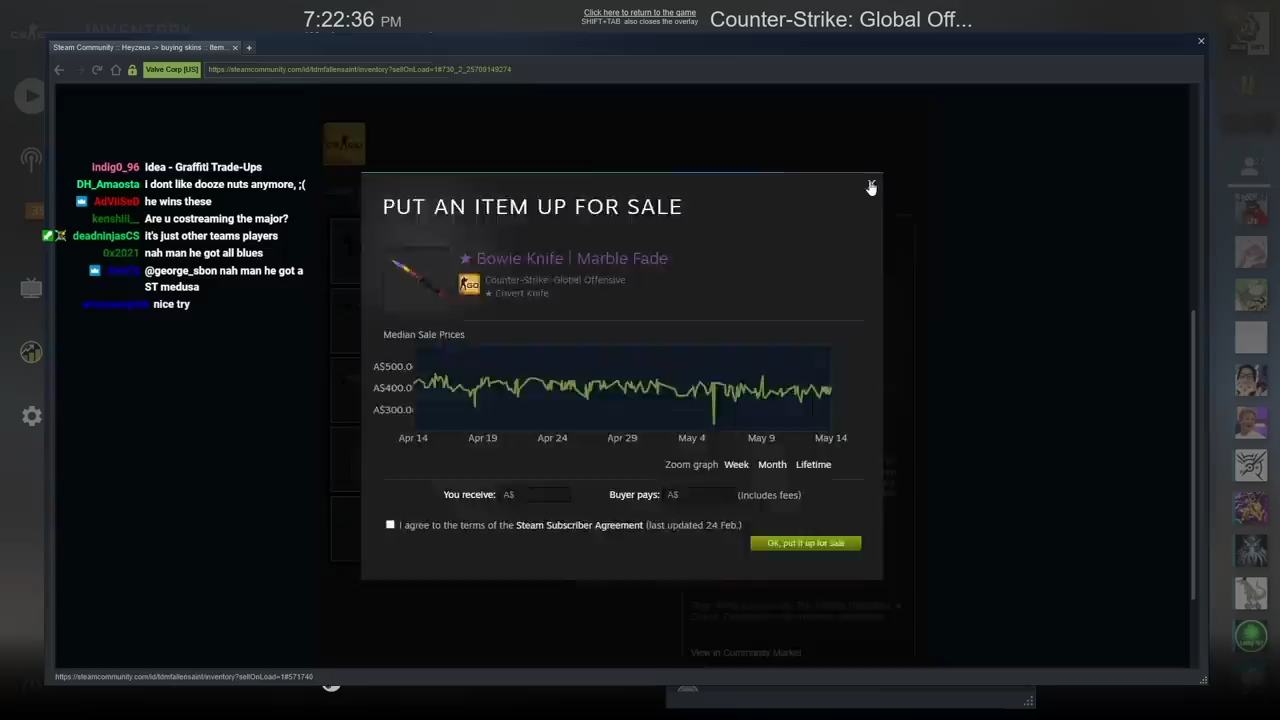 7:22:36 PM
Click here to return to the game
SHIFT+TAB also closes the overlay
Counter-Strike: Global Off...
INVENTORY
Steam Community :: Heyzeus -> buying skins :: Item...
Valve Corp [US]
https://steamcommunity.com/id/tdmfallensaint/inventory?sellOnLoad=1#730_2_25709149274
indig0_96 Idea - Graffiti Trade-Ups
DH_Amaosta i dont like dooze nuts anymore, ;(
AdViiSeD he wins these
kenshiii__ Are u costreaming the major?
deadninjasCS it's just other teams players
0x2021 nah man he got all blues
@george_sbon nah man he got a
ST medusa
nice try
PUT AN ITEM UP FOR SALE
★ Bowie Knife | Marble Fade
Counter-Strike: Global Offensive
★ Covert Knife
Median Sale Prices
A$500.0
A$400.0
A$300.0
Apr 14 Apr 19 Apr 24 Apr 29 May 4 May 9 May 14
Zoom graph Week Month Lifetime
You receive: A$ Buyer pays: A$ (includes fees)
I agree to the terms of the Steam Subscriber Agreement (last updated 24 Feb.)
OK, put it up for sale
View in Community Market
https://steamcommunity.com/id/tdmfallensaint/inventory?sellOnLoad=1#571740